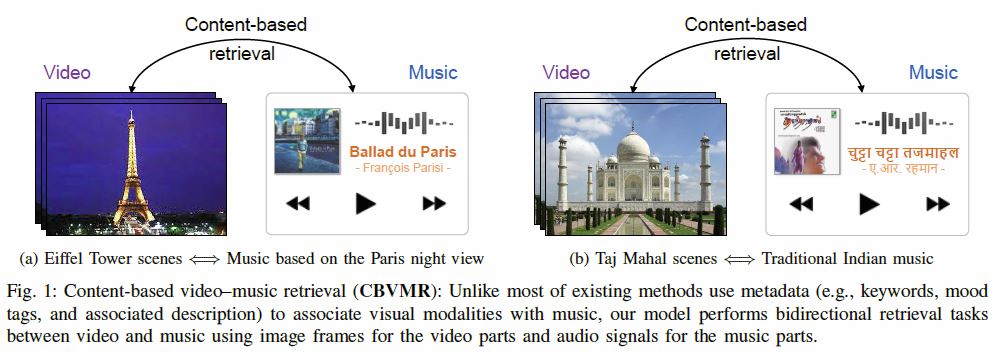 Content-based
retrieval
Video
Music
Ballad du Paris
- François Parisi -
(a) Eiffel Tower scenes ⟺ Music based on the Paris night view
Content-based
retrieval
Video
Music
चुट्टा चट्टा तजमाहल
- ए.आर. रहमान -
(b) Taj Mahal scenes ⟺ Traditional Indian music
Fig. 1: Content-based video–music retrieval (CBVMR): Unlike most of existing methods use metadata (e.g., keywords, mood
tags, and associated description) to associate visual modalities with music, our model performs bidirectional retrieval tasks
between video and music using image frames for the video parts and audio signals for the music parts.